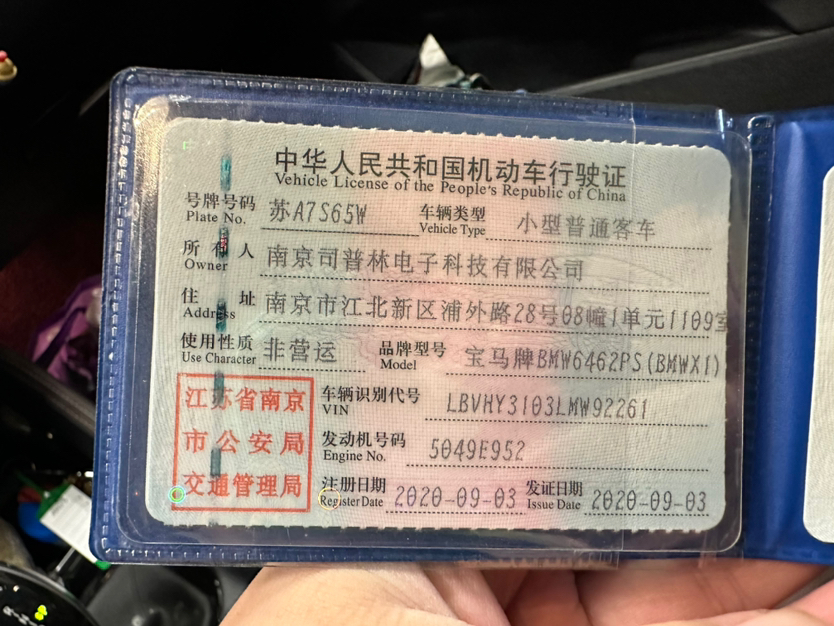 中华人民共和国机动车行驶证
Vehicle License of the People's Republic of China
号牌号码 苏A7S65W 车辆类型 小型普通客车
Plate No. Vehicle Type
所有人 南京司普林电子科技有限公司
Owner
住址 南京市江北新区浦外路28号08幢1单元1109室
Address
使用性质 非营运 品牌型号 宝马牌BMW6462PS(BMWX1)
Use Character Model
江苏省南京
市公安局
交通管理局
车辆识别代号 LBVHY3103LMW92261
VIN
发动机号码 5049E952
Engine No.
注册日期 2020-09-03 发证日期 2020-09-03
Register Date Issue Date